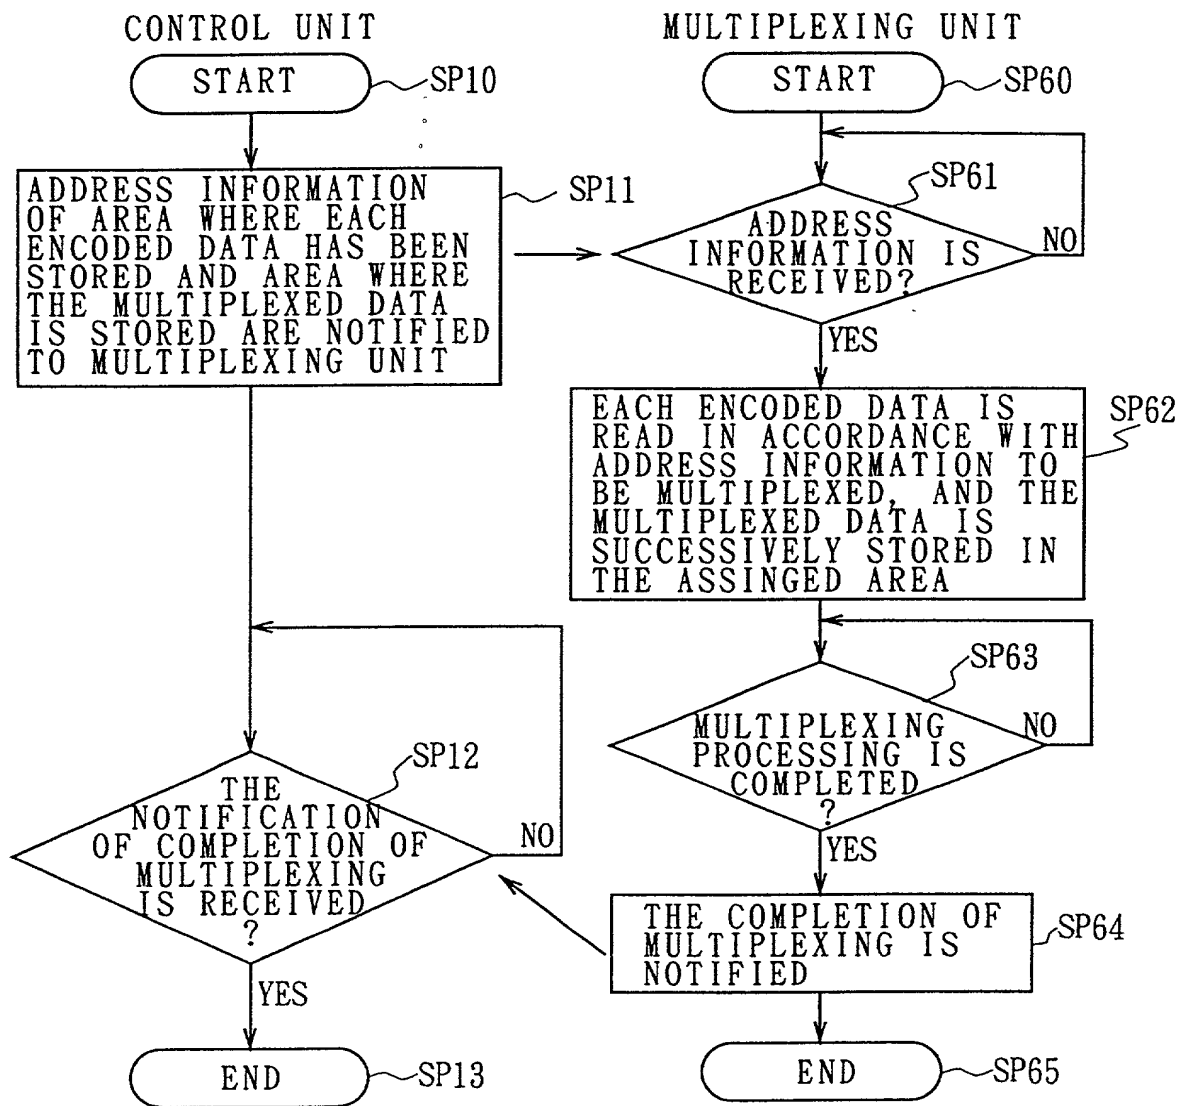 CONTROL UNIT
START
SP10
ADDRESS INFORMATION
OF AREA WHERE EACH
ENCODED DATA HAS BEEN
STORED AND AREA WHERE
THE MULTIPLEXED DATA
IS STORED ARE NOTIFIED
TO MULTIPLEXING UNIT
SP11
THE
NOTIFICATION
OF COMPLETION OF
MULTIPLEXING
IS RECEIVED
?
SP12
NO
YES
END
SP13
MULTIPLEXING UNIT
START
SP60
ADDRESS
INFORMATION IS
RECEIVED?
SP61
NO
YES
EACH ENCODED DATA IS
READ IN ACCORDANCE WITH
ADDRESS INFORMATION TO
BE MULTIPLEXED, AND THE
MULTIPLEXED DATA IS
SUCCESSIVELY STORED IN
THE ASSINGED AREA
SP62
MULTIPLEXING
PROCESSING IS
COMPLETED
?
SP63
NO
YES
THE COMPLETION OF
MULTIPLEXING IS
NOTIFIED
SP64
END
SP65